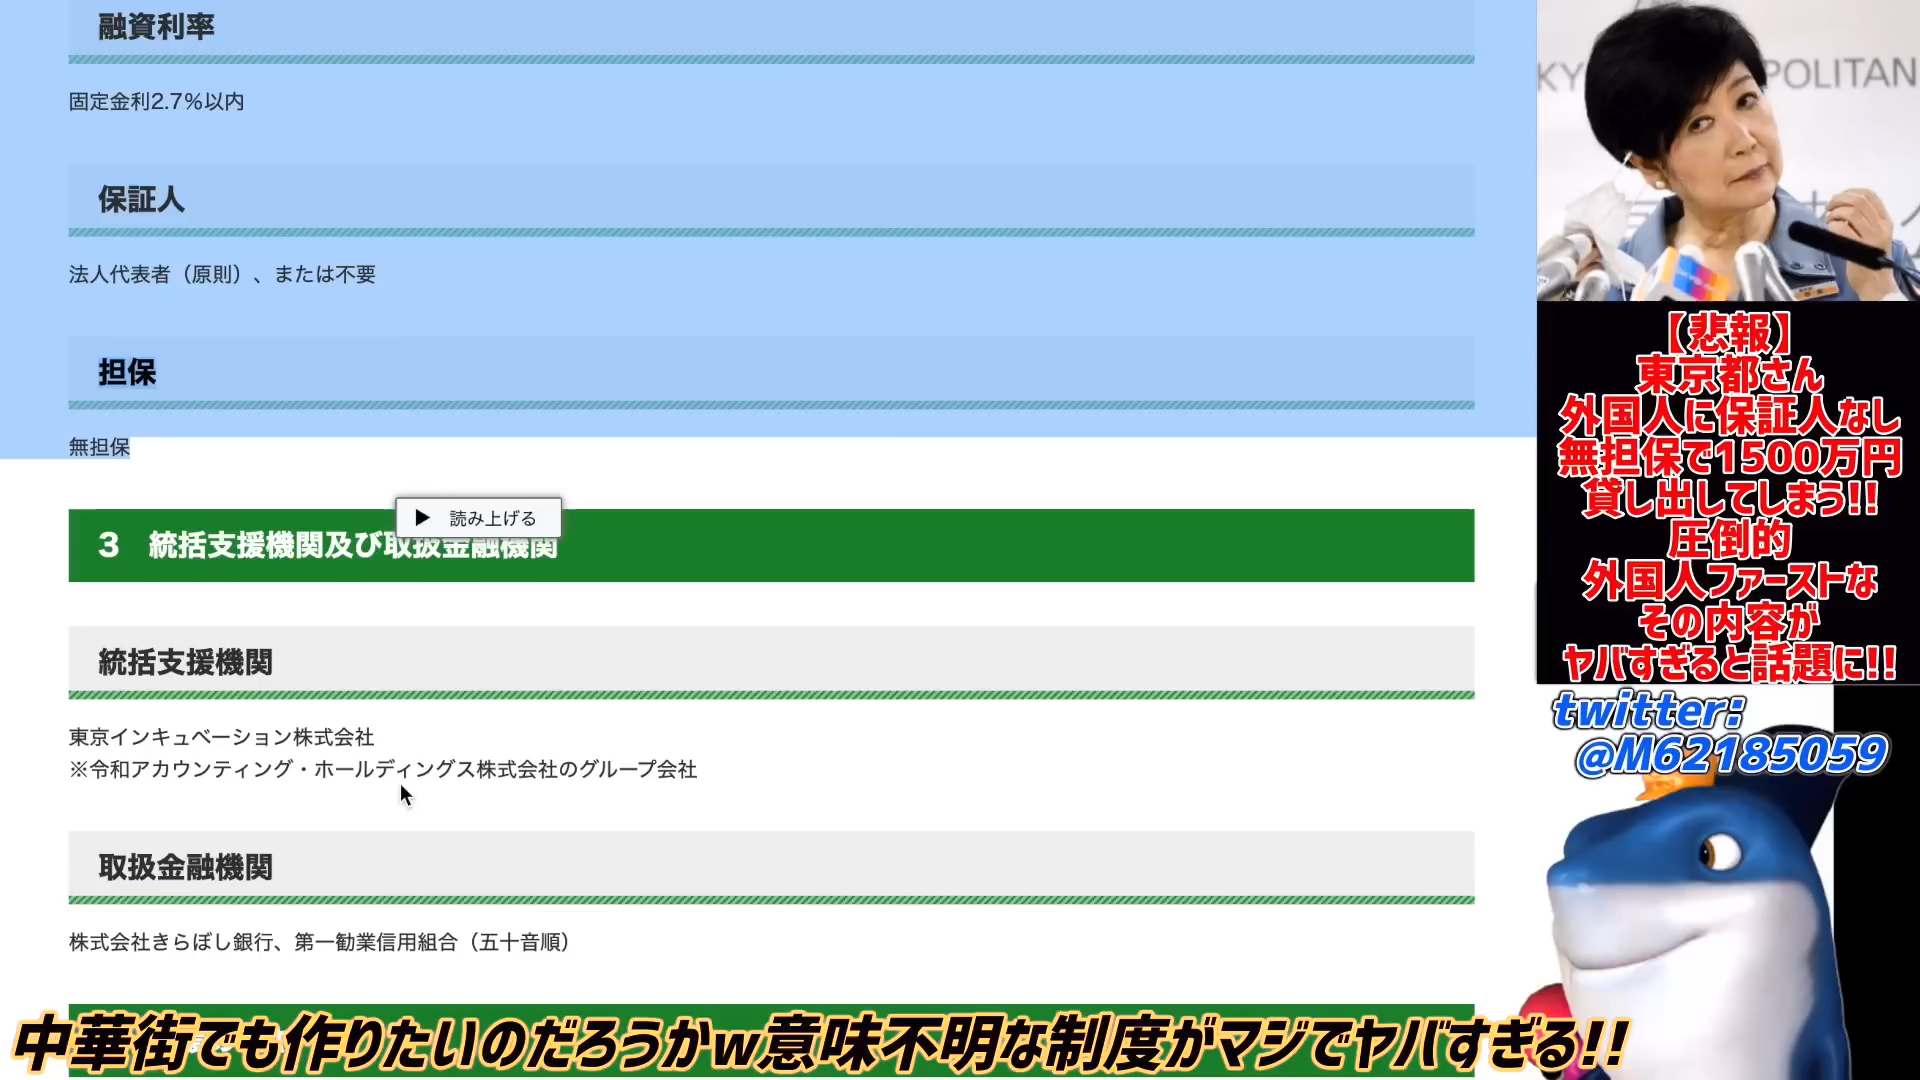 融資利率
固定金利2.7%以内
保証人
法人代表者（原則）、または不要
担保
無担保
▶ 読み上げる
3 統括支援機関及び取扱金融機関
統括支援機関
東京インキュベーション株式会社
※令和アカウンティング・ホールディングス株式会社のグループ会社
取扱金融機関
株式会社きらぼし銀行、第一勧業信用組合（五十音順）
中華街でも作りたいのだろうかw意味不明な制度がマジでヤバすぎる!!
POLITAN
【悲報】
東京都さん
外国人に保証人なし
無担保で1500万円
貸し出してしまう!!
圧倒的
外国人ファーストな
その内容が
ヤバすぎると話題に!!
twitter:
@M62185059